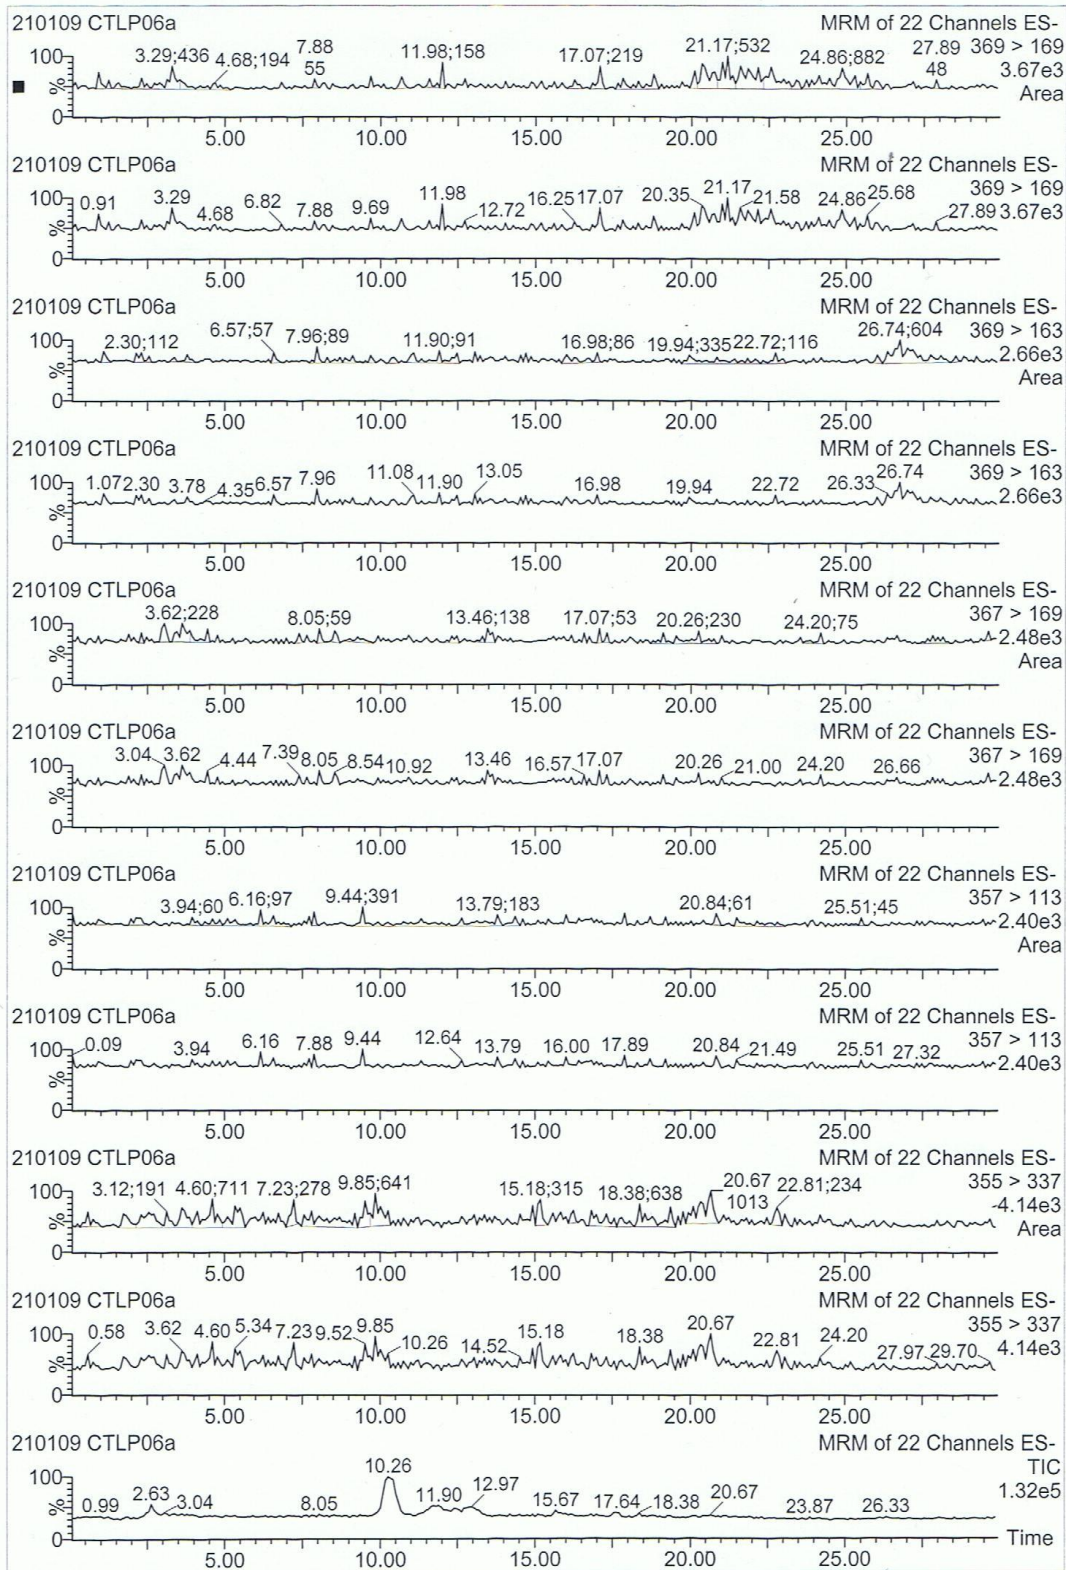 210109 CTLP06a MRM of 22 Channels ES-
3.29;436 4.68;194 7.88 55 11.98;158 17.07;219 21.17;532 24.86;882 27.89 48 369 > 169
100 3.67e3
% Area
0
5.00 10.00 15.00 20.00 25.00
210109 CTLP06a MRM of 22 Channels ES-
0.91 3.29 4.68 6.82 7.88 9.69 11.98 12.72 16.25 17.07 20.35 21.17 21.58 24.86 25.68 27.89 369 > 169
100 3.67e3
%
0
5.00 10.00 15.00 20.00 25.00
210109 CTLP06a MRM of 22 Channels ES-
2.30;112 6.57;57 7.96;89 11.90;91 16.98;86 19.94;335 22.72;116 26.74;604 369 > 163
100 2.66e3
% Area
0
5.00 10.00 15.00 20.00 25.00
210109 CTLP06a MRM of 22 Channels ES-
1.07 2.30 3.78 4.35 6.57 7.96 11.08 11.90 13.05 16.98 19.94 22.72 26.33 26.74 369 > 163
100 2.66e3
%
0
5.00 10.00 15.00 20.00 25.00
210109 CTLP06a MRM of 22 Channels ES-
3.62;228 8.05;59 13.46;138 17.07;53 20.26;230 24.20;75 367 > 169
100 2.48e3
% Area
0
5.00 10.00 15.00 20.00 25.00
210109 CTLP06a MRM of 22 Channels ES-
3.04 3.62 4.44 7.39 8.05 8.54 10.92 13.46 16.57 17.07 20.26 21.00 24.20 26.66 367 > 169
100 2.48e3
%
0
5.00 10.00 15.00 20.00 25.00
210109 CTLP06a MRM of 22 Channels ES-
3.94;60 6.16;97 9.44;391 13.79;183 20.84;61 25.51;45 357 > 113
100 2.40e3
% Area
0
5.00 10.00 15.00 20.00 25.00
210109 CTLP06a MRM of 22 Channels ES-
0.09 3.94 6.16 7.88 9.44 12.64 13.79 16.00 17.89 20.84 21.49 25.51 27.32 357 > 113
100 2.40e3
%
0
5.00 10.00 15.00 20.00 25.00
210109 CTLP06a MRM of 22 Channels ES-
3.12;191 4.60;711 7.23;278 9.85;641 15.18;315 18.38;638 20.67 1013 22.81;234 355 > 337
100 4.14e3
% Area
0
5.00 10.00 15.00 20.00 25.00
210109 CTLP06a MRM of 22 Channels ES-
0.58 3.62 4.60 5.34 7.23 9.52 9.85 10.26 14.52 15.18 18.38 20.67 22.81 24.20 27.97 29.70 355 > 337
100 4.14e3
%
0
5.00 10.00 15.00 20.00 25.00
210109 CTLP06a MRM of 22 Channels ES-
10.26 TIC
100 1.32e5
% 0.99 2.63 3.04 8.05 11.90 12.97 15.67 17.64 18.38 20.67 23.87 26.33
0 Time
5.00 10.00 15.00 20.00 25.00